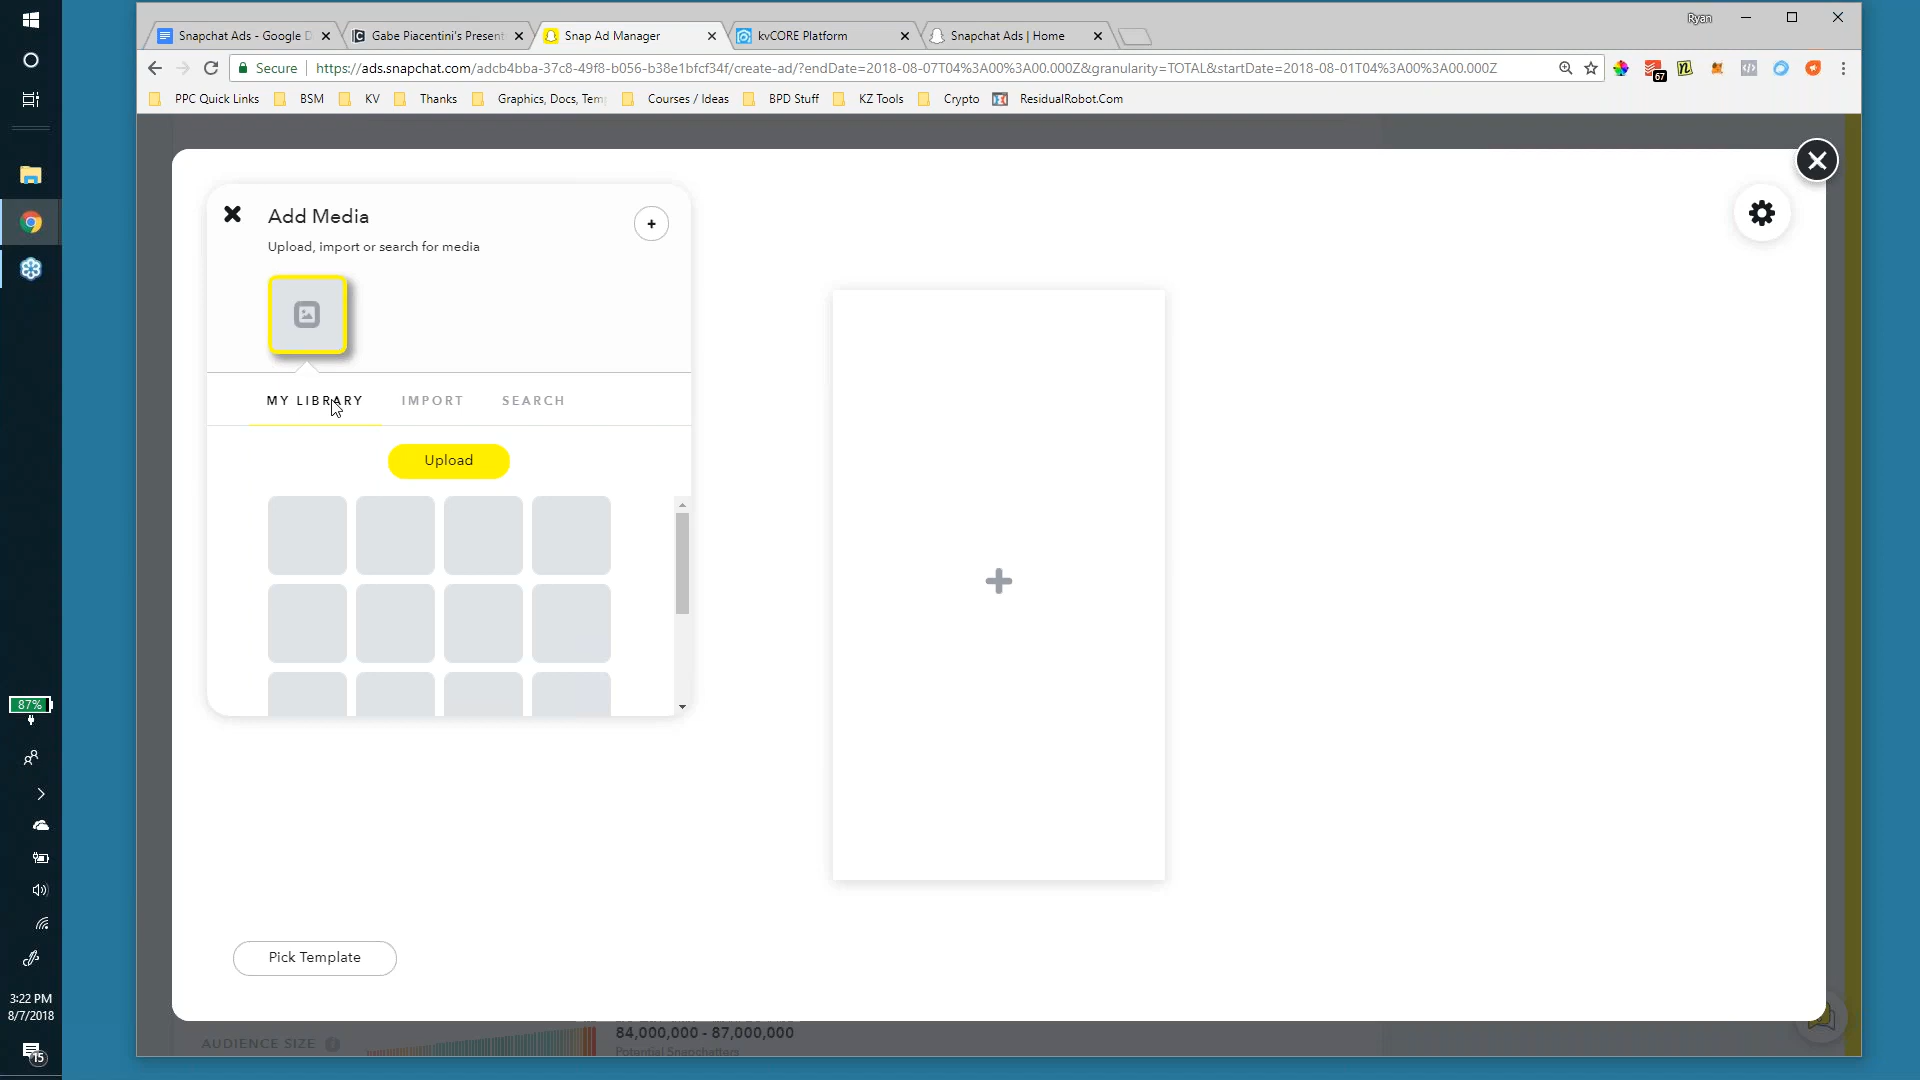 Ryan
Snapchat Ads - Google D
Gabe Piacentini's Present
Snap Ad Manager
kvCORE Platform
Snapchat Ads | Home
Secure
https://ads.snapchat.com/adcb4bba-37c8-49f8-b056-b38e1bfcf34f/create-ad/?endDate=2018-08-07T04%3A00%3A00.000Z&granularity=TOTAL&startDate=2018-08-01T04%3A00%3A00.000Z
67
PPC Quick Links
BSM
KV
Thanks
Graphics, Docs, Tem
Courses / Ideas
BPD Stuff
KZ Tools
Crypto
ResidualRobot.Com
Add Media
Upload, import or search for media
MY LIBRARY
IMPORT
SEARCH
Upload
Pick Template
AUDIENCE SIZE
84,000,000 - 87,000,000
Potential Snapchatters
87%
3:22 PM
8/7/2018
15